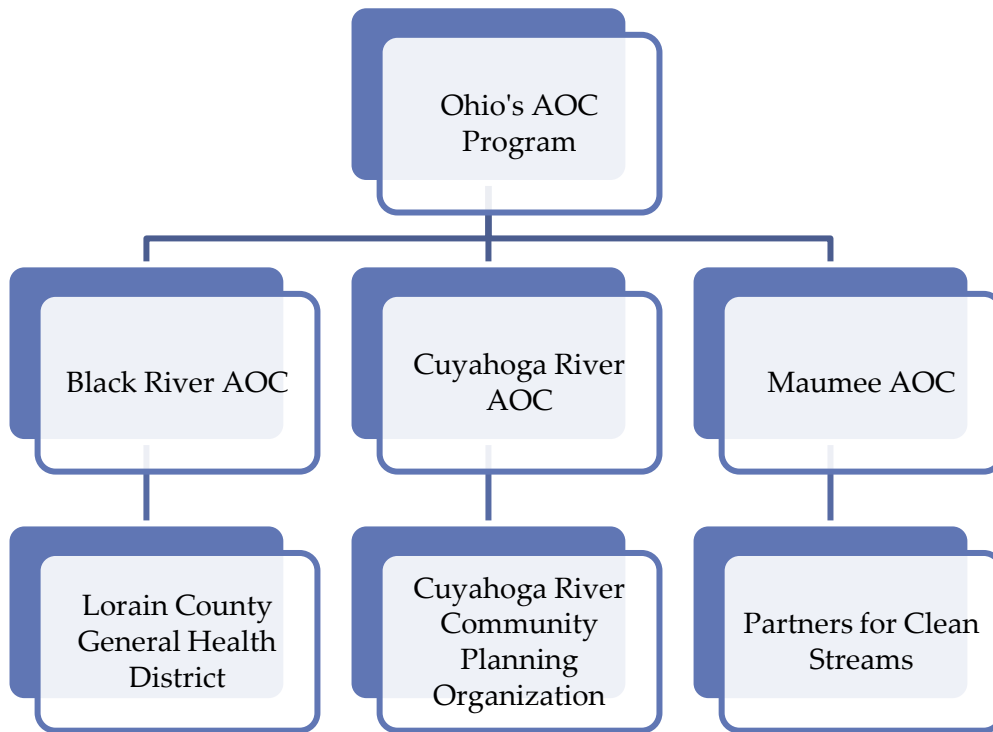 Ohio's AOC
Program
Black River AOC
Cuyahoga River
AOC
Maumee AOC
Lorain County
General Health
District
Cuyahoga River
Community
Planning
Organization
Partners for Clean
Streams